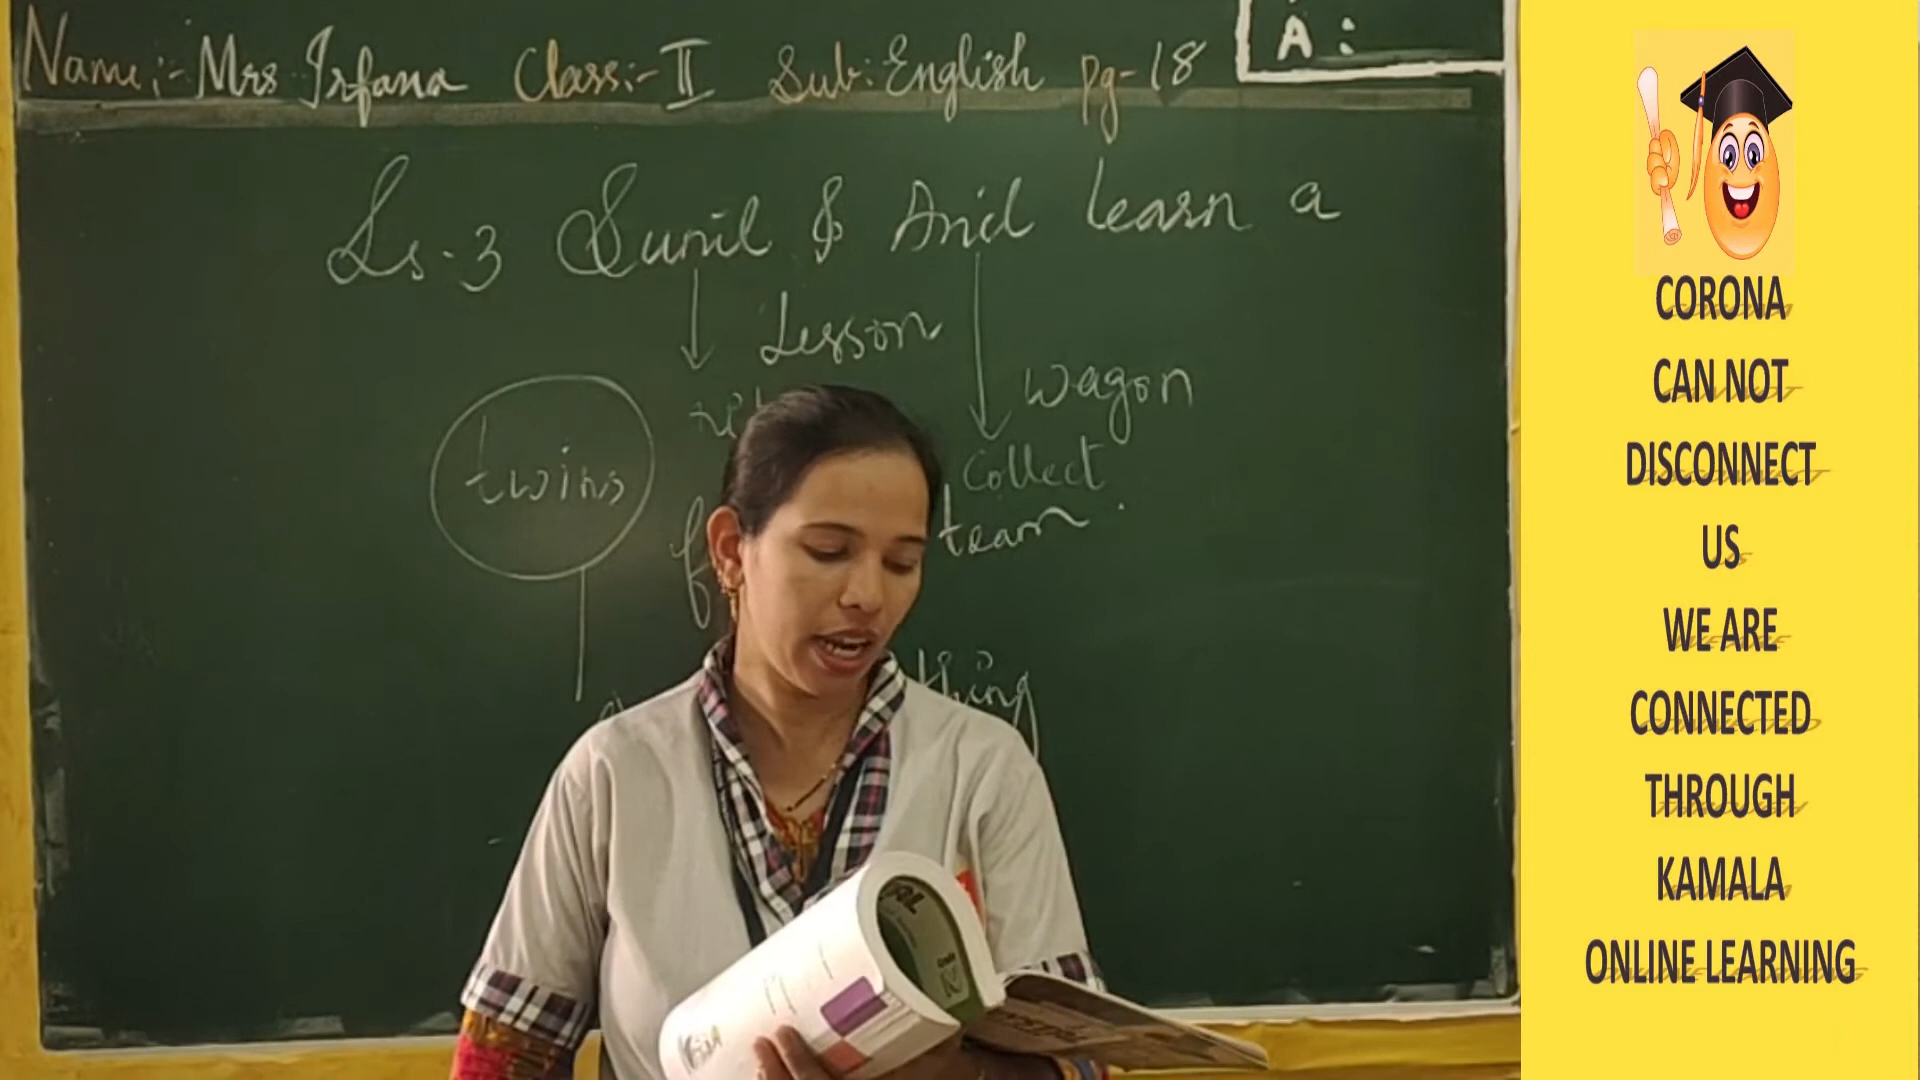 Name:- Mrs Irfana Class:- II Sub: English pg-18
A :
Ls-3 Sunil & Anil learn a
Lesson
wagon
twins
Collect
team.
thing
CORONA
CAN NOT
DISCONNECT
US
WE ARE
CONNECTED
THROUGH
KAMALA
ONLINE LEARNING